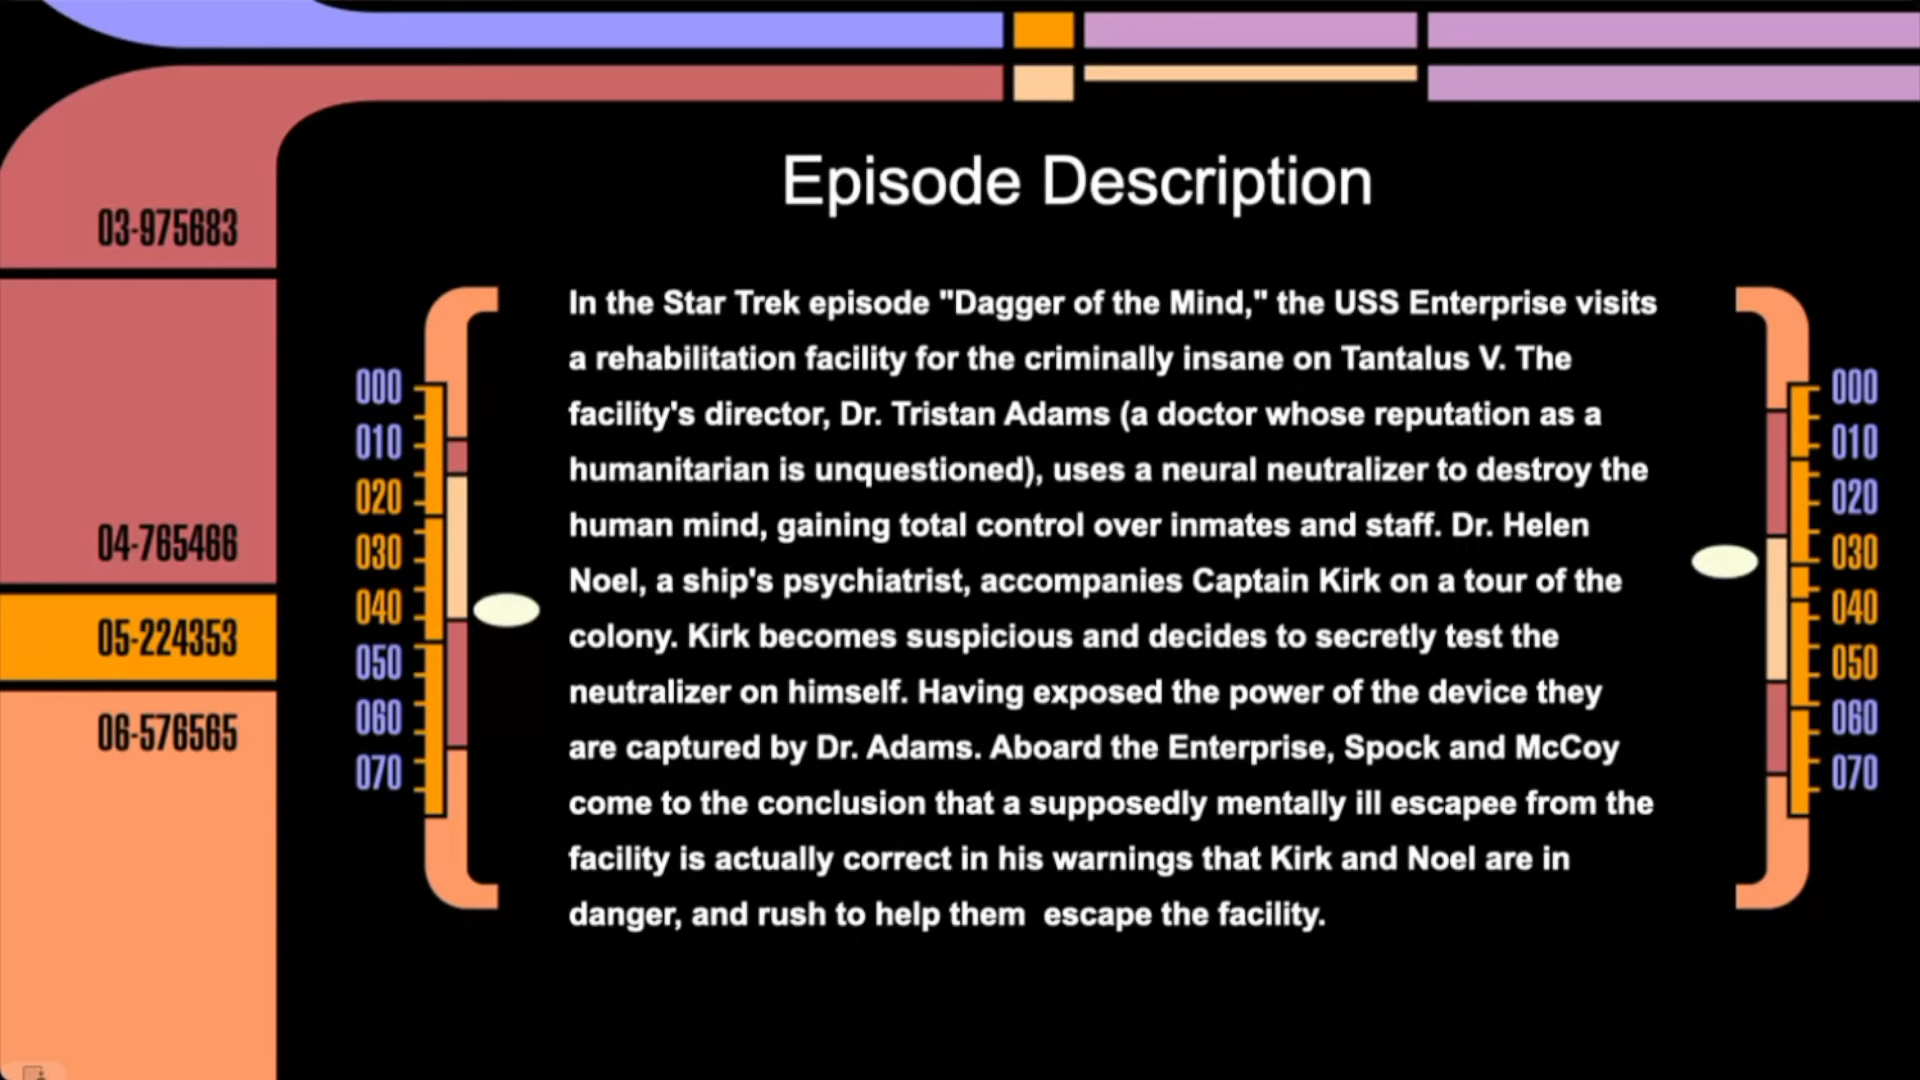 Episode Description
03-975683
04-765466
05-224353
06-576565
000
010
020
030
040
050
060
070
In the Star Trek episode "Dagger of the Mind," the USS Enterprise visits
a rehabilitation facility for the criminally insane on Tantalus V. The
facility's director, Dr. Tristan Adams (a doctor whose reputation as a
humanitarian is unquestioned), uses a neural neutralizer to destroy the
human mind, gaining total control over inmates and staff. Dr. Helen
Noel, a ship's psychiatrist, accompanies Captain Kirk on a tour of the
colony. Kirk becomes suspicious and decides to secretly test the
neutralizer on himself. Having exposed the power of the device they
are captured by Dr. Adams. Aboard the Enterprise, Spock and McCoy
come to the conclusion that a supposedly mentally ill escapee from the
facility is actually correct in his warnings that Kirk and Noel are in
danger, and rush to help them  escape the facility.
000
010
020
030
040
050
060
070